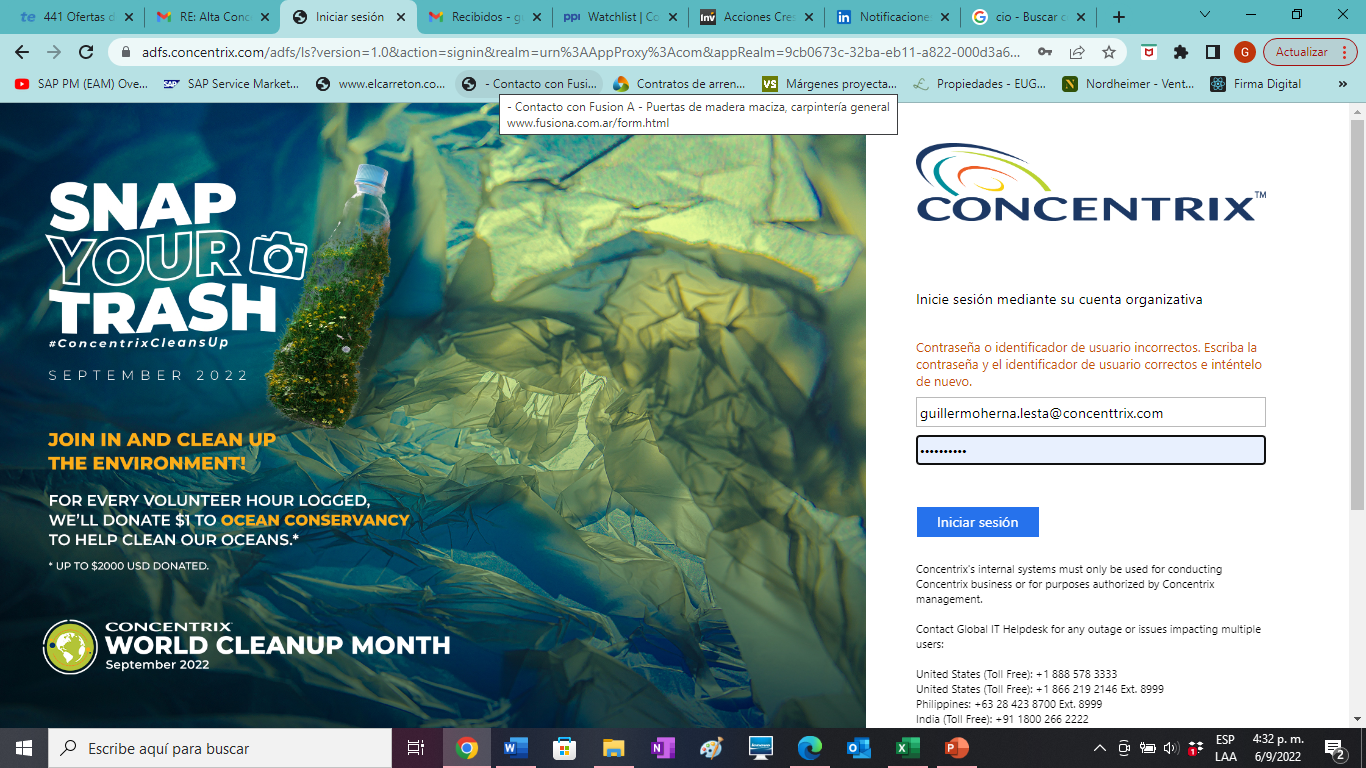 441 Ofertas d
RE: Alta Conc
Iniciar sesión
Recibidos - g
ppi Watchlist | Co
Inv Acciones Cres
in Notificacione
cio - Buscar c
adfs.concentrix.com/adfs/ls?version=1.0&action=signin&realm=urn%3AAppProxy%3Acom&appRealm=9cb0673c-32ba-eb11-a822-000d3a6...
G
Actualizar
SAP PM (EAM) Ove...
SAP Service Market...
www.elcarreton.co...
- Contacto con Fusi...
Contratos de arren...
VS Márgenes proyecta...
Propiedades - EUG...
N Nordheimer - Vent...
Firma Digital
»
- Contacto con Fusion A - Puertas de madera maciza, carpintería general
www.fusiona.com.ar/form.html
SNAP
YOUR
TRASH
#ConcentrixCleansUp
SEPTEMBER 2022
JOIN IN AND CLEAN UP
THE ENVIRONMENT!
FOR EVERY VOLUNTEER HOUR LOGGED,
WE'LL DONATE $1 TO OCEAN CONSERVANCY
TO HELP CLEAN OUR OCEANS.*
* UP TO $2000 USD DONATED.
CONCENTRIX
WORLD CLEANUP MONTH
September 2022
CONCENTRIX™
Inicie sesión mediante su cuenta organizativa
Contraseña o identificador de usuario incorrectos. Escriba la
contraseña y el identificador de usuario correctos e inténtelo
de nuevo.
guillermoherna.lesta@concenttrix.com
••••••••••
Iniciar sesión
Concentrix's internal systems must only be used for conducting
Concentrix business or for purposes authorized by Concentrix
management.
Contact Global IT Helpdesk for any outage or issues impacting multiple
users:
United States (Toll Free): +1 888 578 3333
United States (Toll Free): +1 866 219 2146 Ext. 8999
Philippines: +63 28 423 8700 Ext. 8999
India (Toll Free): +91 1800 266 2222
Escribe aquí para buscar
ESP
LAA
4:32 p. m.
6/9/2022
2